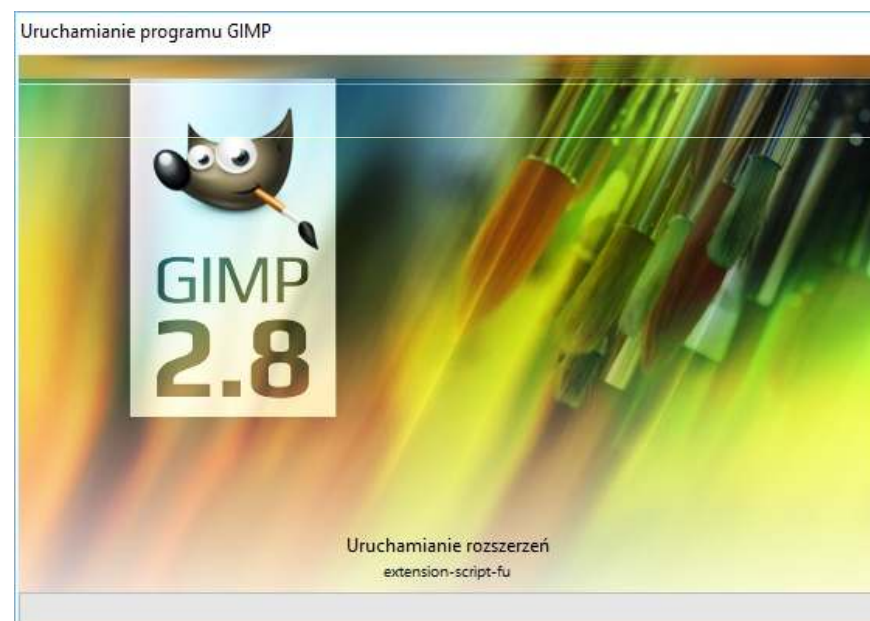 Uruchamianie programu GIMP
GIMP
2.8
Uruchamianie rozszerzeń
extension-script-fu